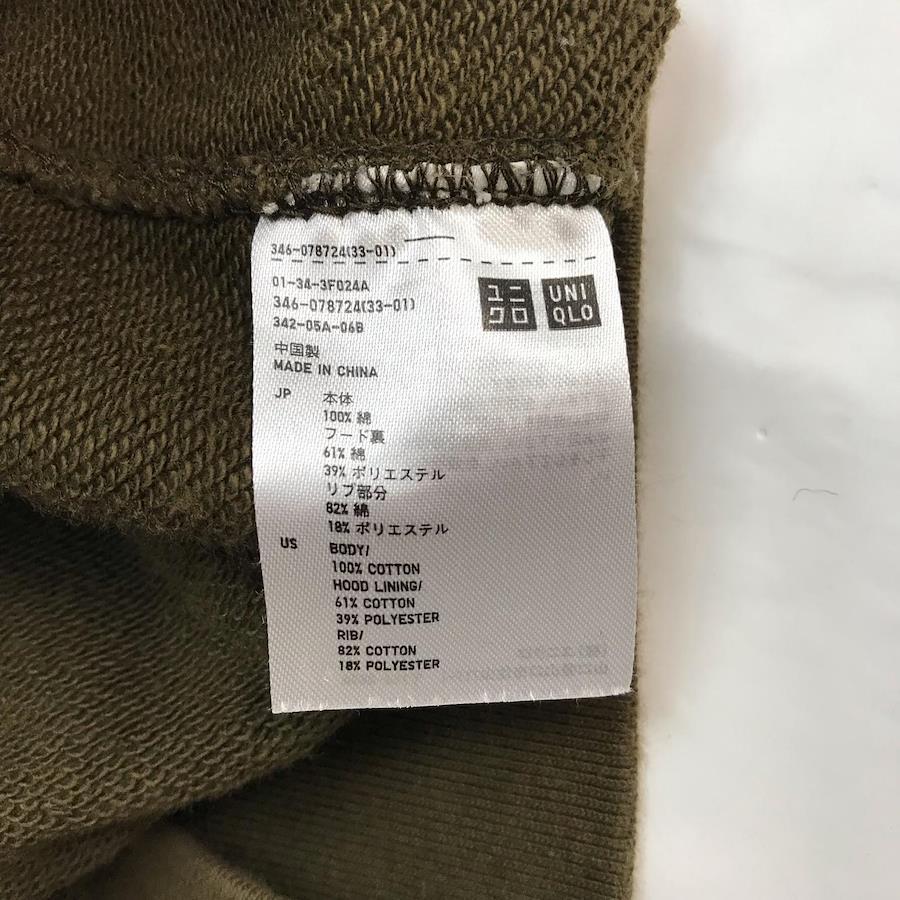 346-078724(33-01)
01-34-3F024A
346-078724(33-01)
342-05A-06B
ユニ
クロ
UNI
QLO
中国製
MADE IN CHINA
JP 本体
100% 綿
フード裏
61% 綿
39% ポリエステル
リブ部分
82% 綿
18% ポリエステル
US BODY/
100% COTTON
HOOD LINING/
61% COTTON
39% POLYESTER
RIB/
82% COTTON
18% POLYESTER